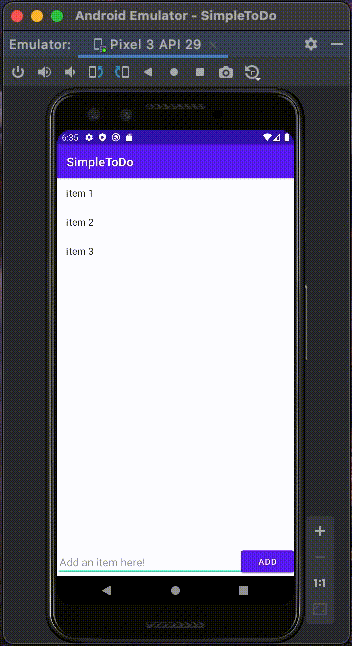 Android Emulator - SimpleToDo
Emulator:
Pixel 3 API 29
6:35
SimpleToDo
item 1
item 2
item 3
Add an item here!
ADD
1:1